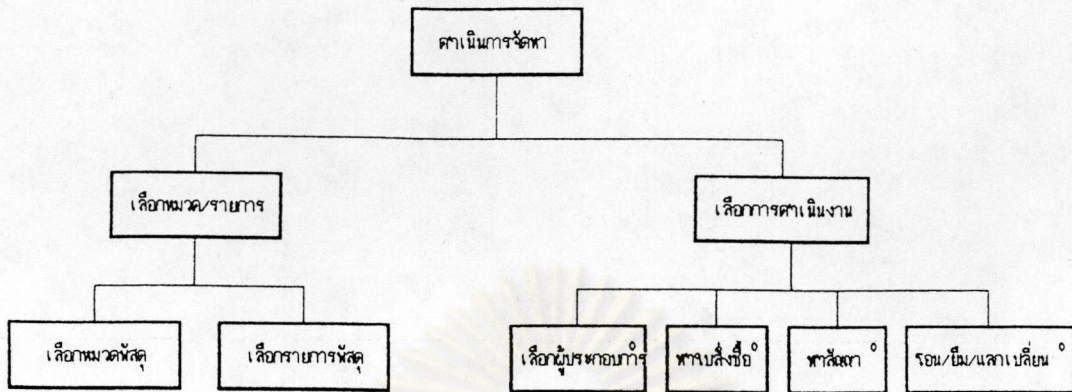 ดำเนินการจัดหา
เลือกหมวด/รายการ
เลือกการดำเนินงาน
เลือกหมวดพัสดุ
เลือกรายการพัสดุ
เลือกผู้ประกอบการ
ทำใบสั่งซื้อ
ทำสัญญา
โอน/ยืม/แลกเปลี่ยน